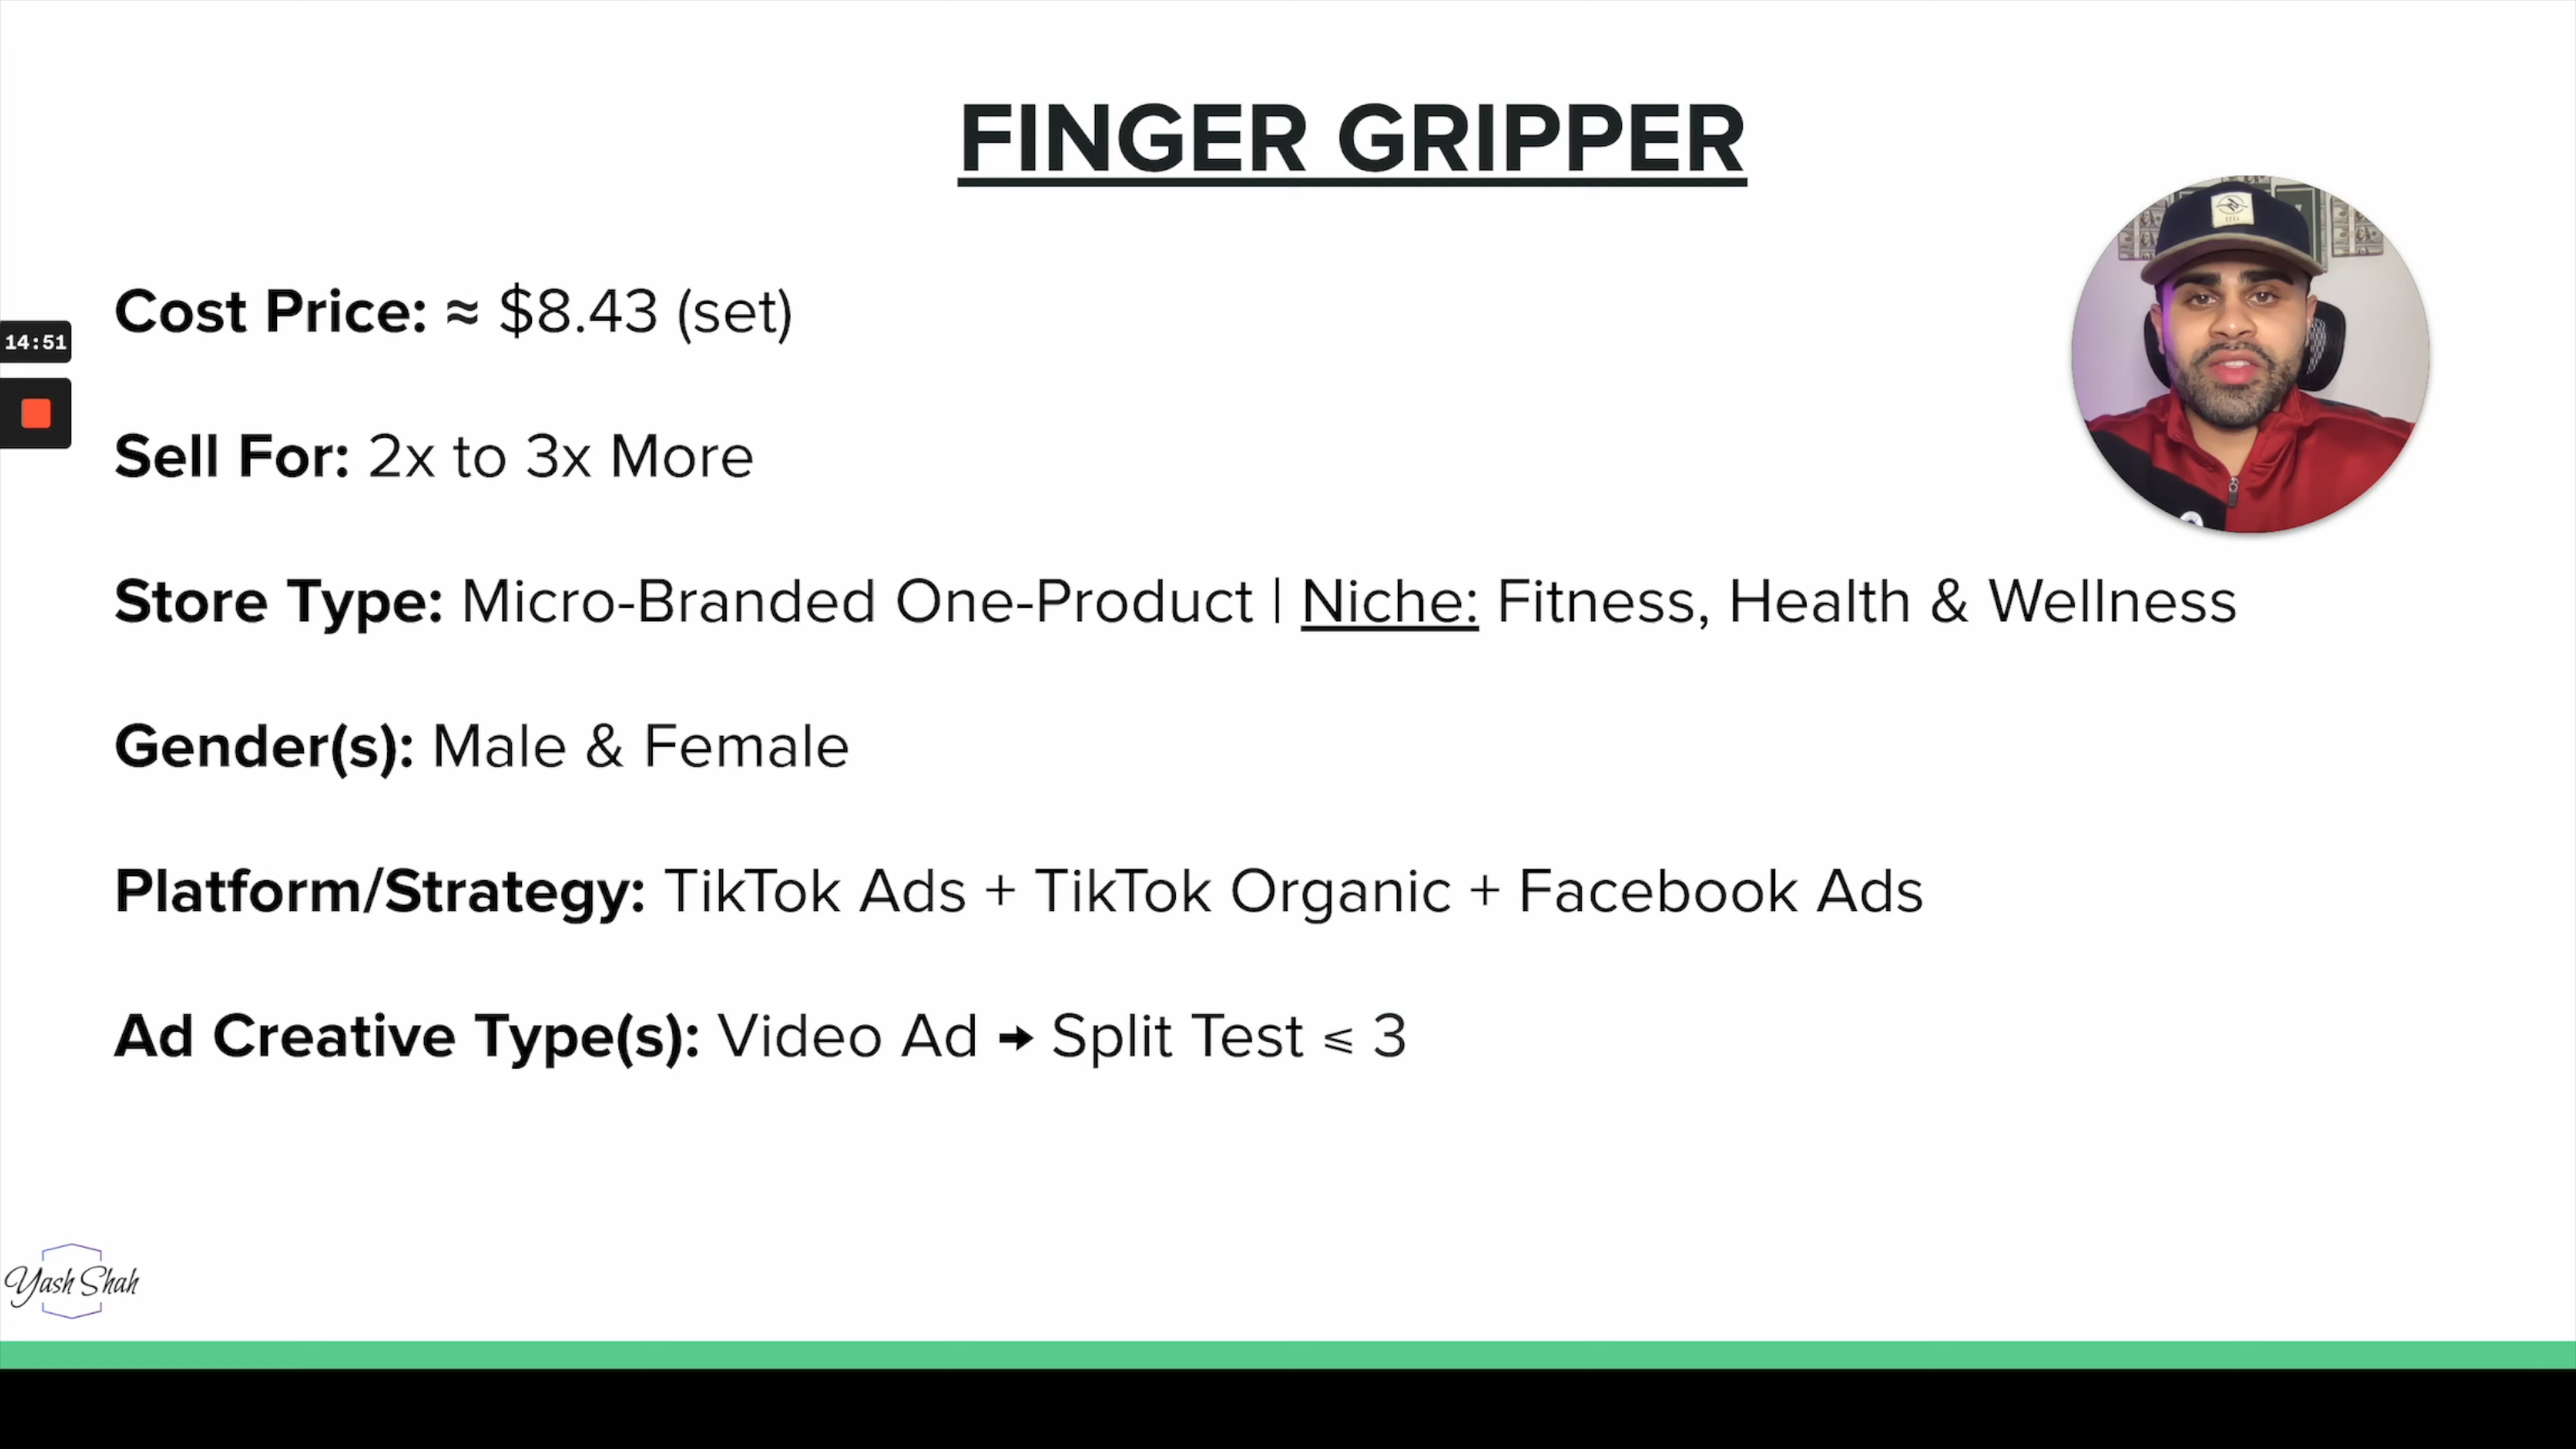 FINGER GRIPPER
Cost Price: ≈ $8.43 (set)
14:51
Sell For: 2x to 3x More
Store Type: Micro-Branded One-Product | Niche: Fitness, Health & Wellness
Gender(s): Male & Female
Platform/Strategy: TikTok Ads + TikTok Organic + Facebook Ads
Ad Creative Type(s): Video Ad → Split Test ⩽ 3
Yash Shah